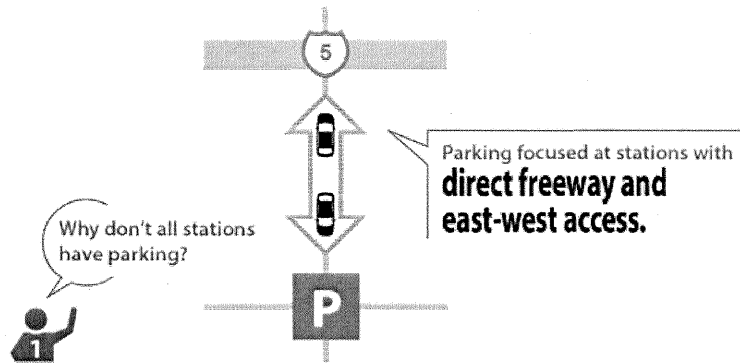 5
Parking focused at stations with
direct freeway and
east-west access.
Why don't all stations
have parking?
P
1